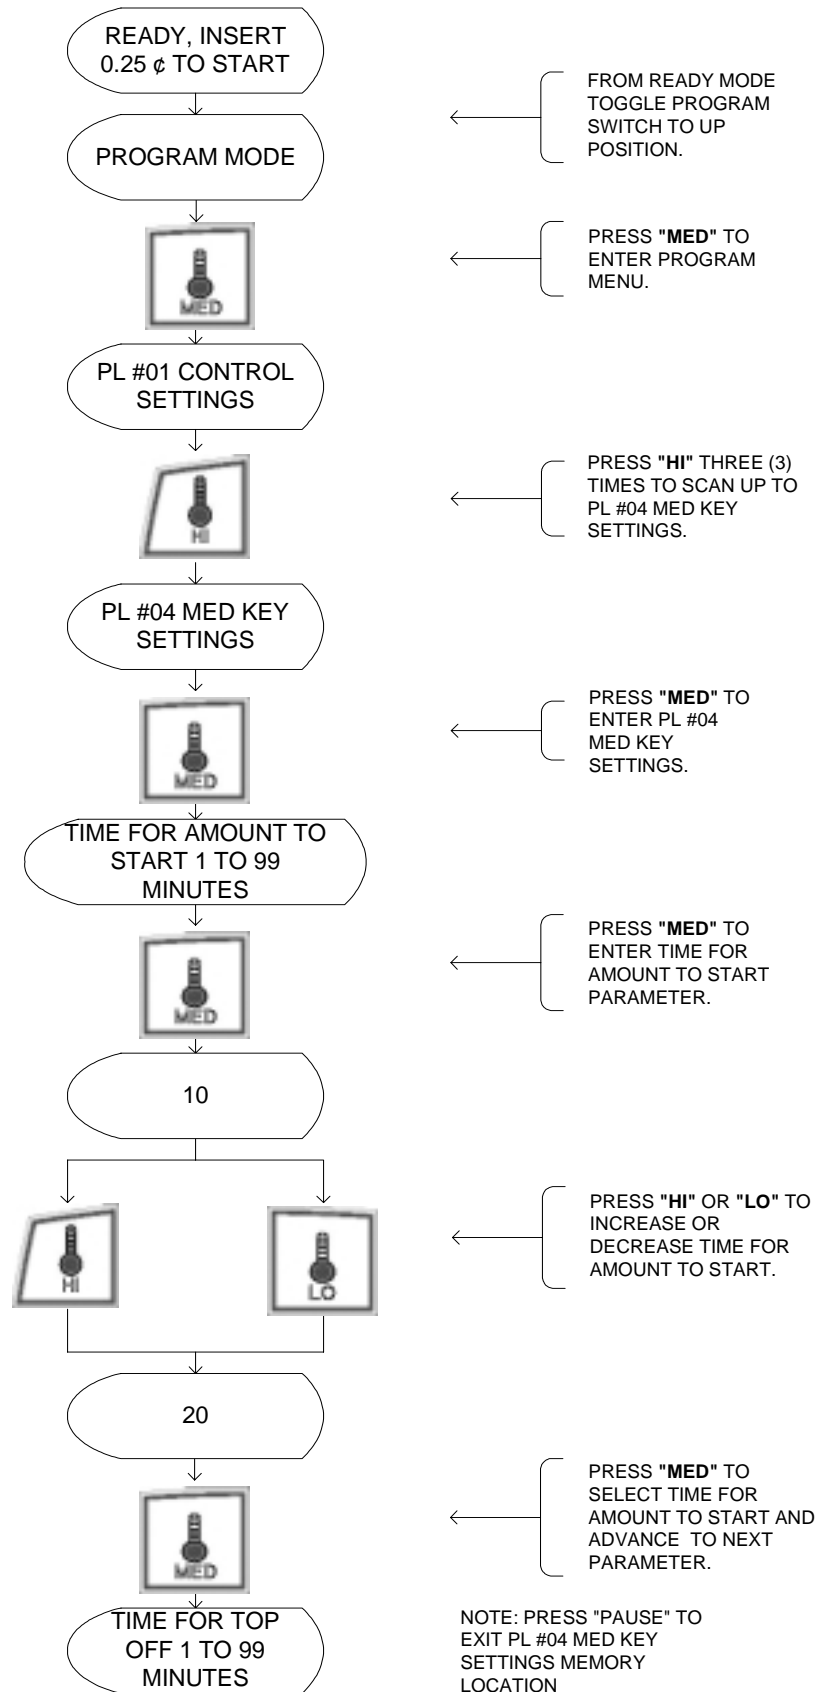 READY, INSERT
0.25 ¢ TO START
FROM READY MODE
TOGGLE PROGRAM
SWITCH TO UP
POSITION.
PROGRAM MODE
PRESS "MED" TO
ENTER PROGRAM
MENU.
MED
PL #01 CONTROL
SETTINGS
PRESS "HI" THREE (3)
TIMES TO SCAN UP TO
PL #04 MED KEY
SETTINGS.
HI
PL #04 MED KEY
SETTINGS
PRESS "MED" TO
ENTER PL #04
MED KEY
SETTINGS.
MED
TIME FOR AMOUNT TO
START 1 TO 99
MINUTES
PRESS "MED" TO
ENTER TIME FOR
AMOUNT TO START
PARAMETER.
MED
10
PRESS "HI" OR "LO" TO
INCREASE OR
DECREASE TIME FOR
AMOUNT TO START.
HI
LO
20
PRESS "MED" TO
SELECT TIME FOR
AMOUNT TO START AND
ADVANCE TO NEXT
PARAMETER.
MED
TIME FOR TOP
OFF 1 TO 99
MINUTES
NOTE: PRESS "PAUSE" TO
EXIT PL #04 MED KEY
SETTINGS MEMORY
LOCATION